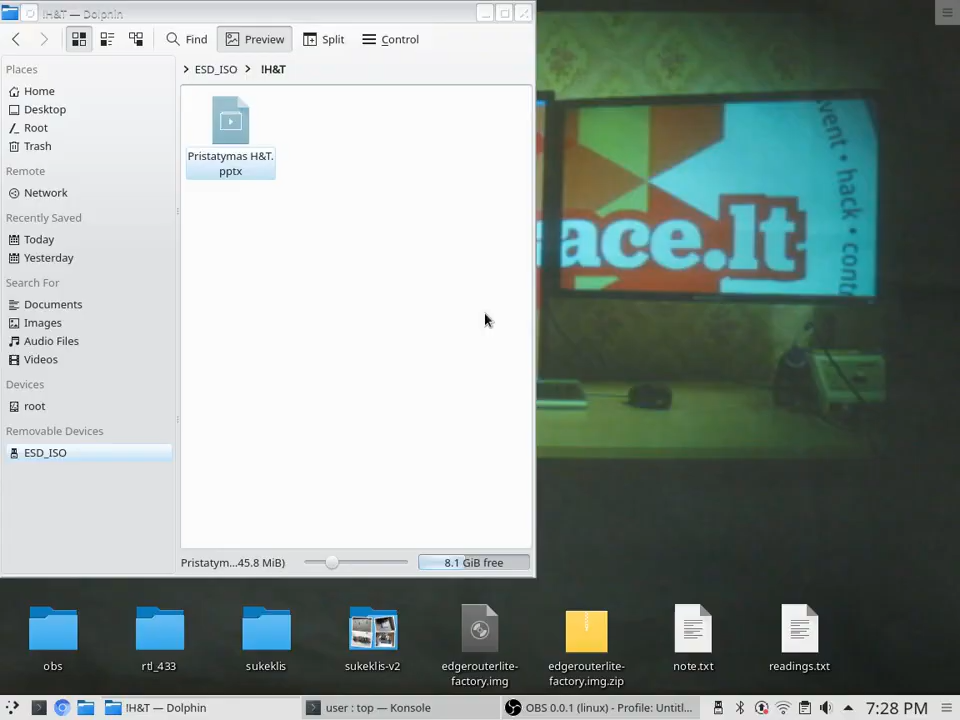 !H&T — Dolphin
Find
Preview
Split
Control
Places
Home
Desktop
Root
Trash
Remote
Network
Recently Saved
Today
Yesterday
Search For
Documents
Images
Audio Files
Videos
Devices
root
Removable Devices
ESD_ISO
ESD_ISO
!H&T
Pristatymas H&T.
pptx
Pristatym...45.8 MiB)
8.1 GiB free
ace.lt
vent • hack • cont
obs
rtl_433
sukeklis
sukeklis-v2
edgerouterlite-
factory.img
edgerouterlite-
factory.img.zip
note.txt
readings.txt
!H&T — Dolphin
user : top — Konsole
OBS 0.0.1 (linux) - Profile: Untitl...
7:28 PM